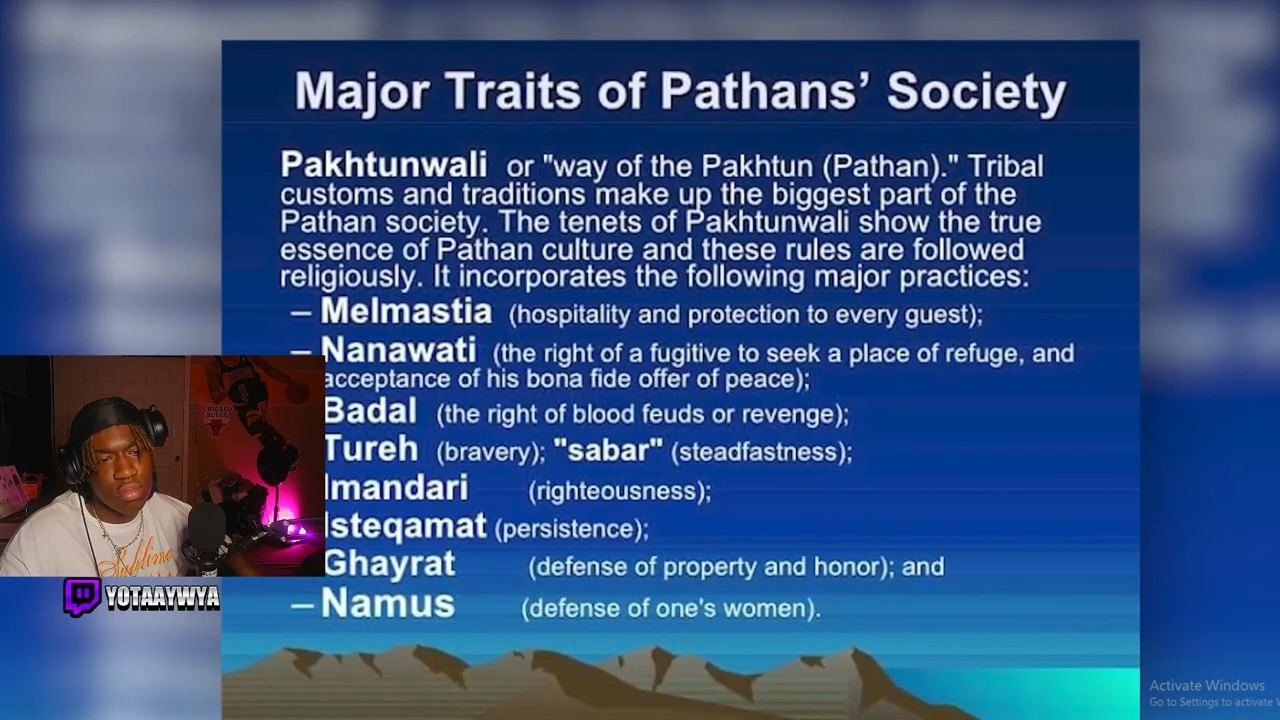 Major Traits of Pathans' Society
Pakhtunwali or "way of the Pakhtun (Pathan)." Tribal
customs and traditions make up the biggest part of the
Pathan society. The tenets of Pakhtunwali show the true
essence of Pathan culture and these rules are followed
religiously. It incorporates the following major practices:
– Melmastia (hospitality and protection to every guest);
– Nanawati (the right of a fugitive to seek a place of refuge, and
acceptance of his bona fide offer of peace);
Badal (the right of blood feuds or revenge);
Tureh (bravery); "sabar" (steadfastness);
Imandari (righteousness);
Isteqamat (persistence);
Ghayrat (defense of property and honor); and
– Namus (defense of one's women).
CHICAGO
BULLS
Sublime
YOTAAYWYA
Activate Windows
Go to Settings to activate